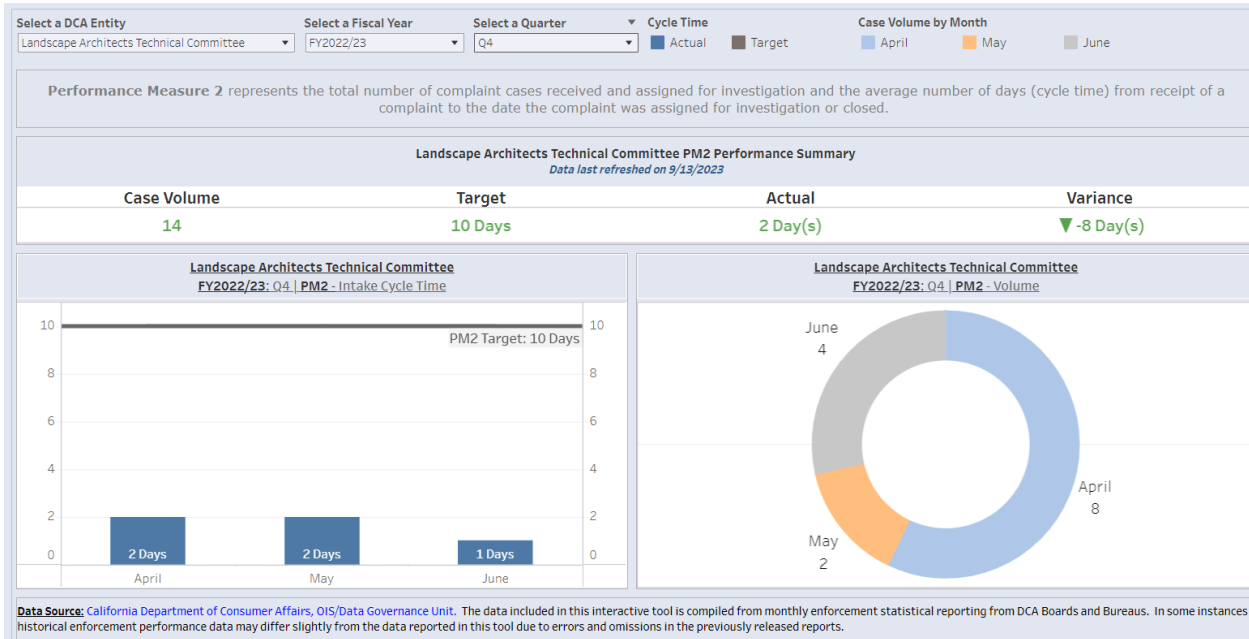 Select a DCA Entity
Select a Fiscal Year
Select a Quarter
Cycle Time
Case Volume by Month
Landscape Architects Technical Committee
FY2022/23
Q4
Actual
Target
April
May
June
Performance Measure 2 represents the total number of complaint cases received and assigned for investigation and the average number of days (cycle time) from receipt of a
complaint to the date the complaint was assigned for investigation or closed.
Landscape Architects Technical Committee PM2 Performance Summary
Data last refreshed on 9/13/2023
Case Volume
Target
Actual
Variance
14
10 Days
2 Day(s)
▼ -8 Day(s)
Landscape Architects Technical Committee
FY2022/23: Q4 | PM2 - Intake Cycle Time
10
8
6
4
2
0
PM2 Target: 10 Days
10
8
6
4
2
0
2 Days
2 Days
1 Days
April
May
June
Landscape Architects Technical Committee
FY2022/23: Q4 | PM2 - Volume
June
4
April
8
May
2
Data Source: California Department of Consumer Affairs, OIS/Data Governance Unit. The data included in this interactive tool is compiled from monthly enforcement statistical reporting from DCA Boards and Bureaus. In some instances
historical enforcement performance data may differ slightly from the data reported in this tool due to errors and omissions in the previously released reports.